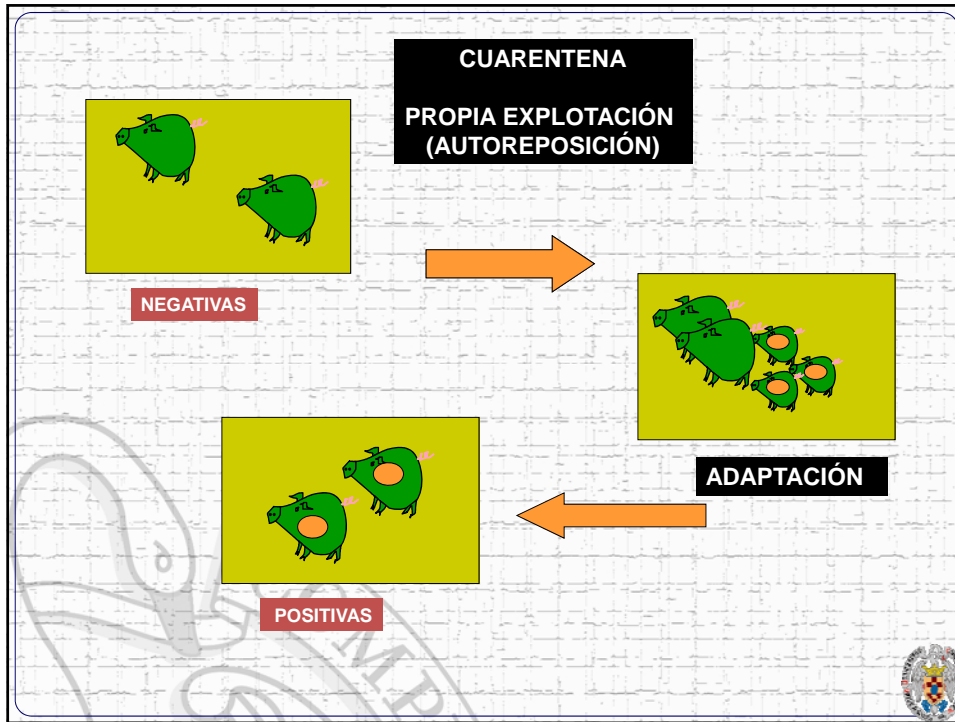 CUARENTENA
PROPIA EXPLOTACIÓN
(AUTOREPOSICIÓN)
NEGATIVAS
ADAPTACIÓN
POSITIVAS